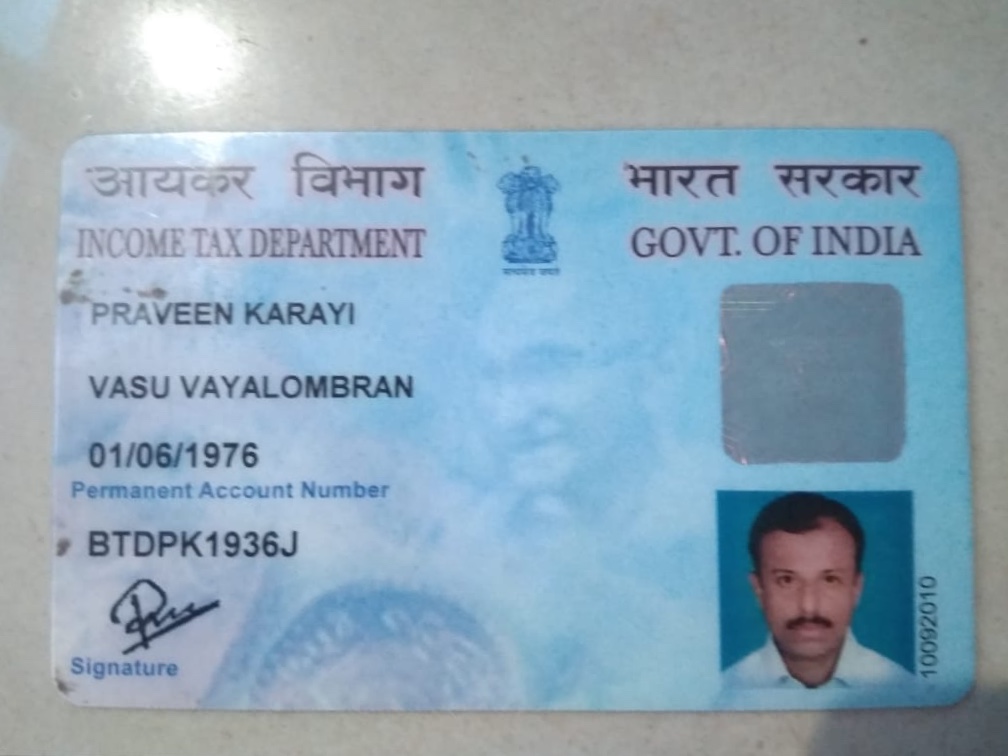 आयकर विभाग
भारत सरकार
INCOME TAX DEPARTMENT
GOVT. OF INDIA
सत्यमेव जयते
PRAVEEN KARAYI
VASU VAYALOMBRAN
01/06/1976
Permanent Account Number
BTDPK1936J
Signature
10092010